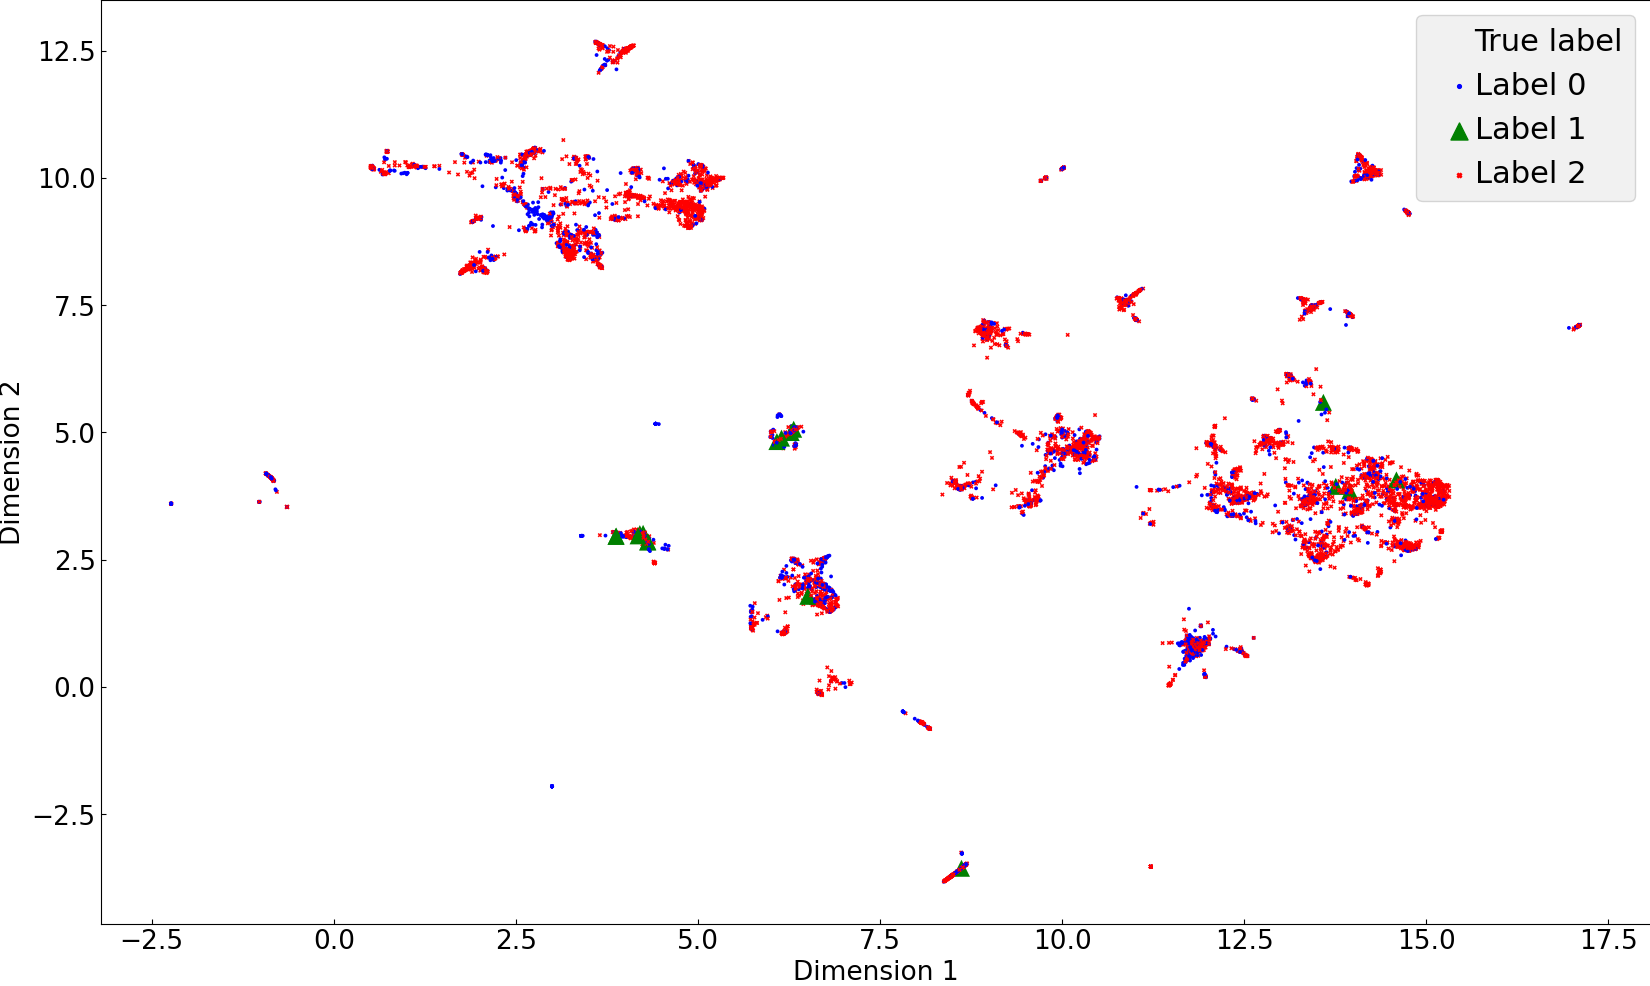 True label
Label 0
Label 1
Label 2
Dimension 2
12.5
10.0
7.5
5.0
2.5
0.0
−2.5
−2.5 0.0 2.5 5.0 7.5 10.0 12.5 15.0 17.5
Dimension 1